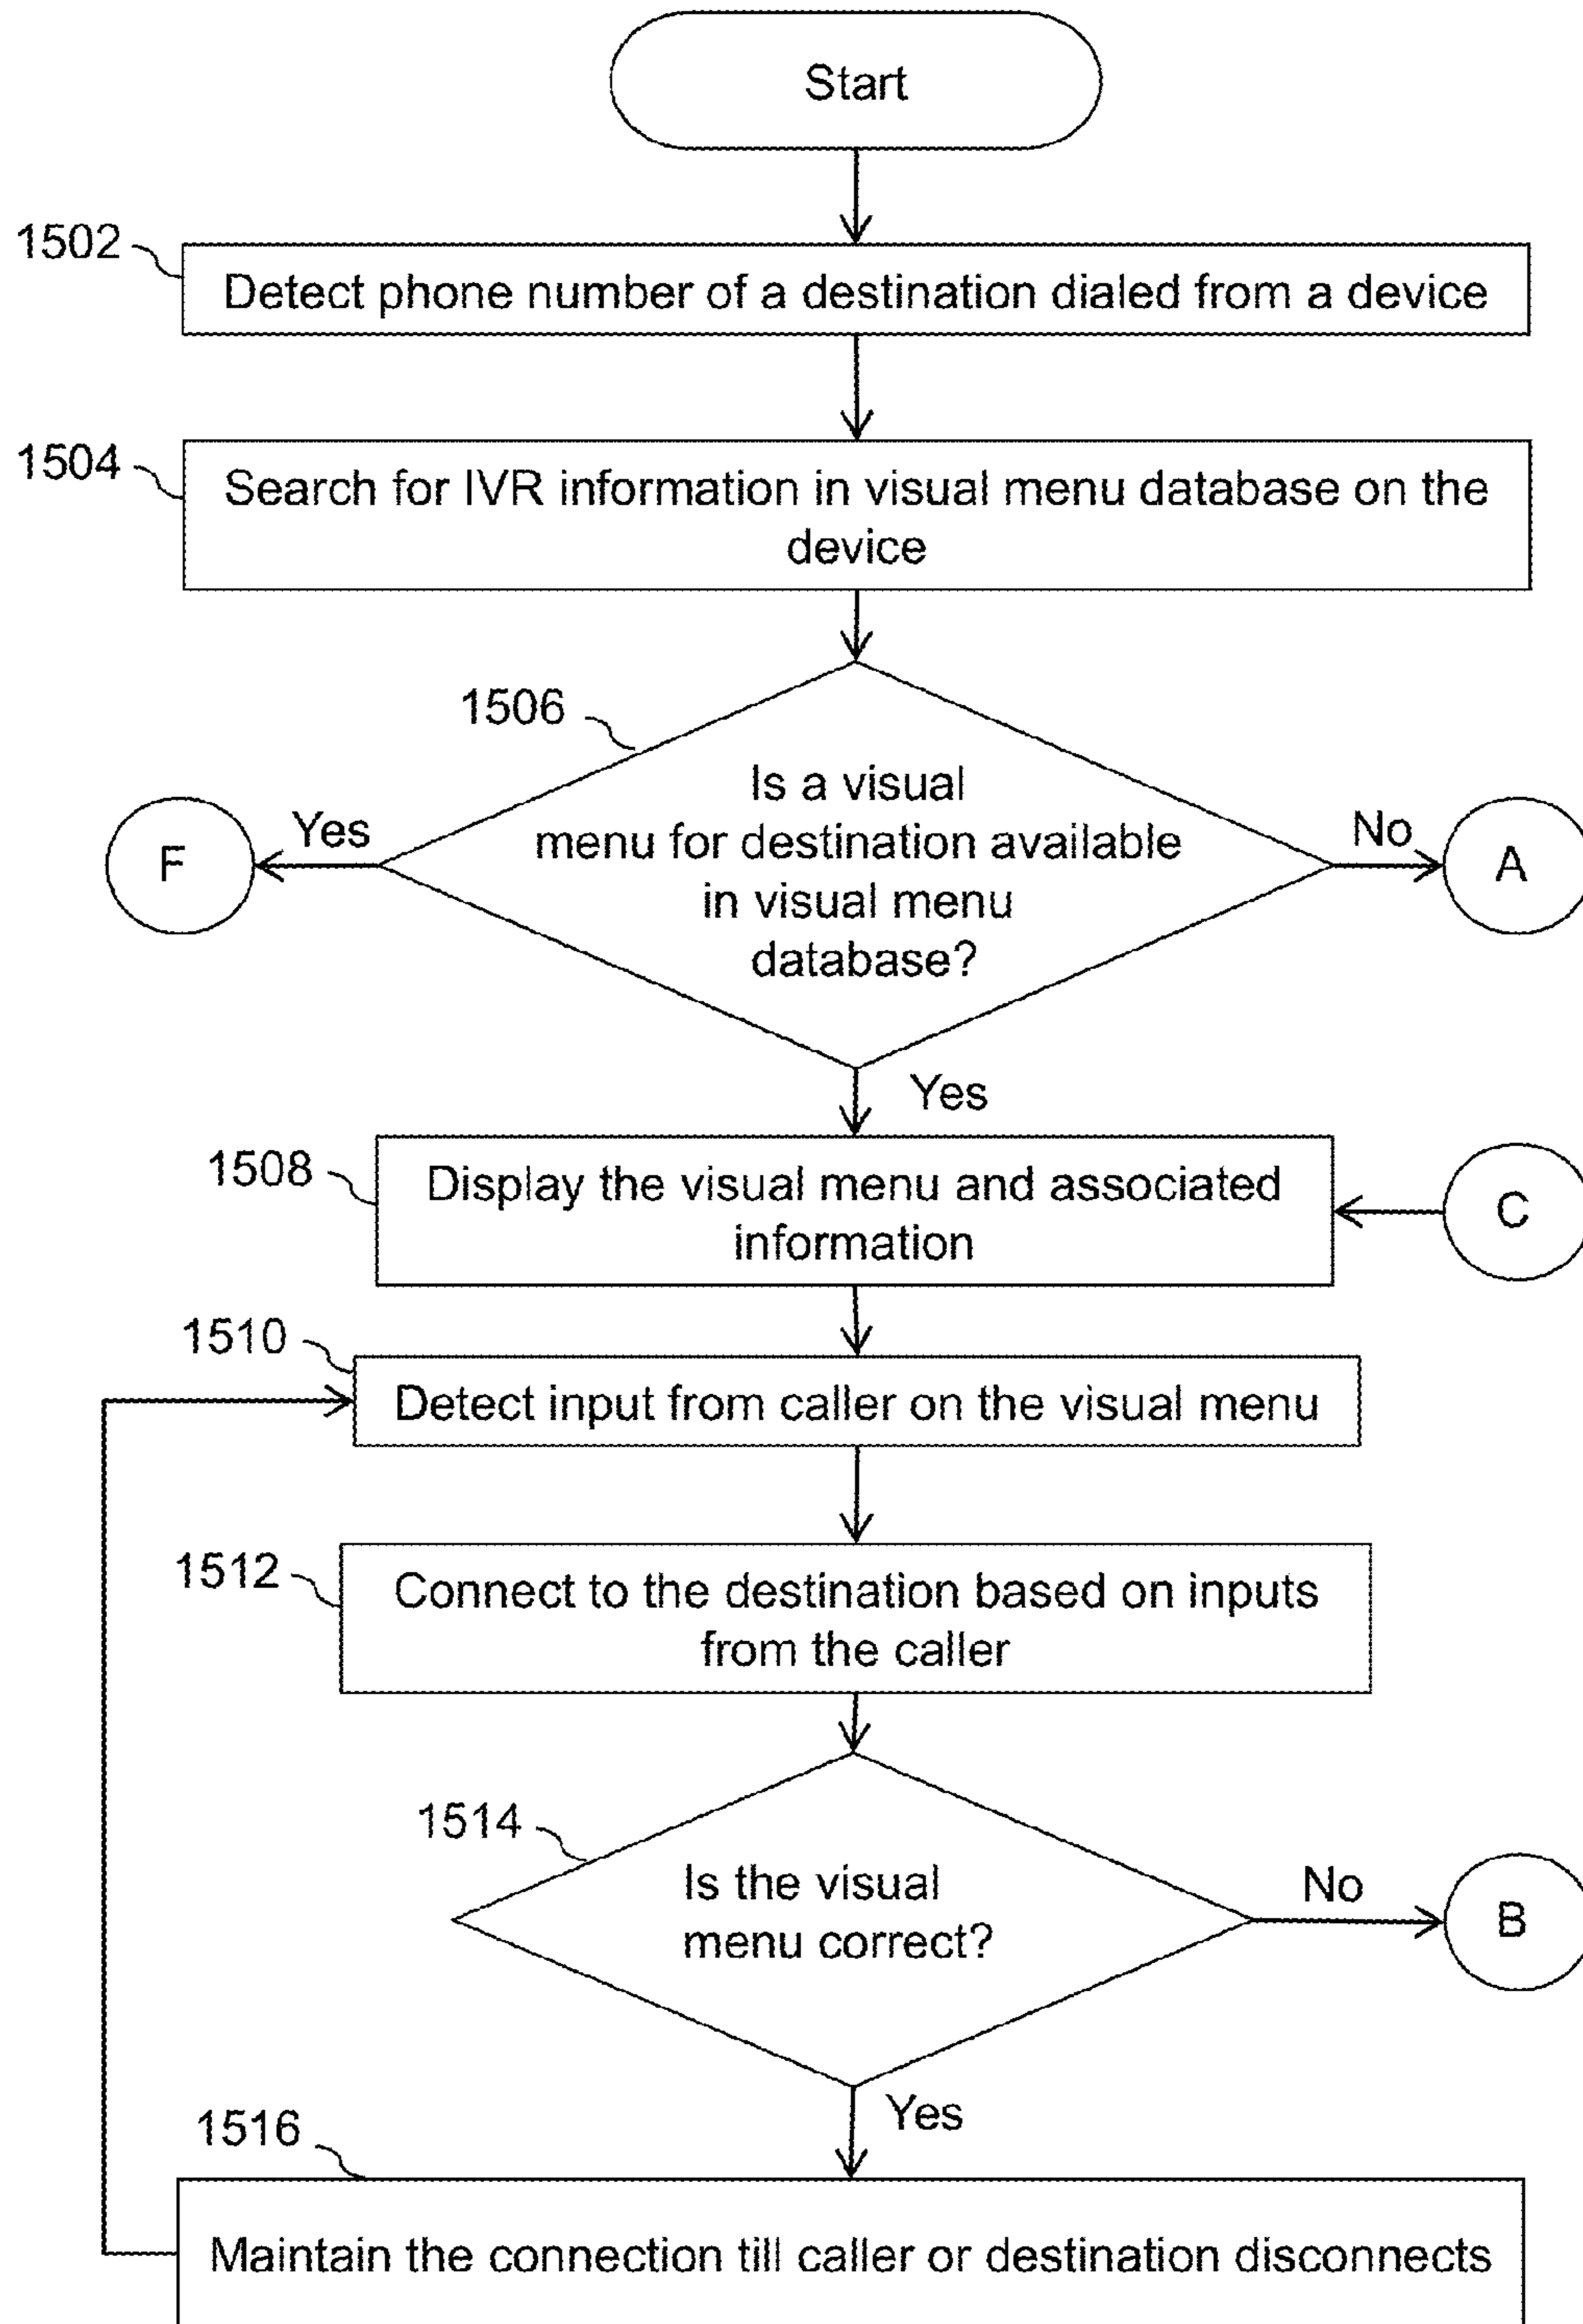 Start
1502
Detect phone number of a destination dialed from a device
1504
Search for IVR information in visual menu database on the
device
1506
Is a visual
menu for destination available
in visual menu
database?
Yes
F
No
A
Yes
1508
Display the visual menu and associated
information
C
1510
Detect input from caller on the visual menu
1512
Connect to the destination based on inputs
from the caller
1514
Is the visual
menu correct?
No
B
Yes
1516
Maintain the connection till caller or destination disconnects